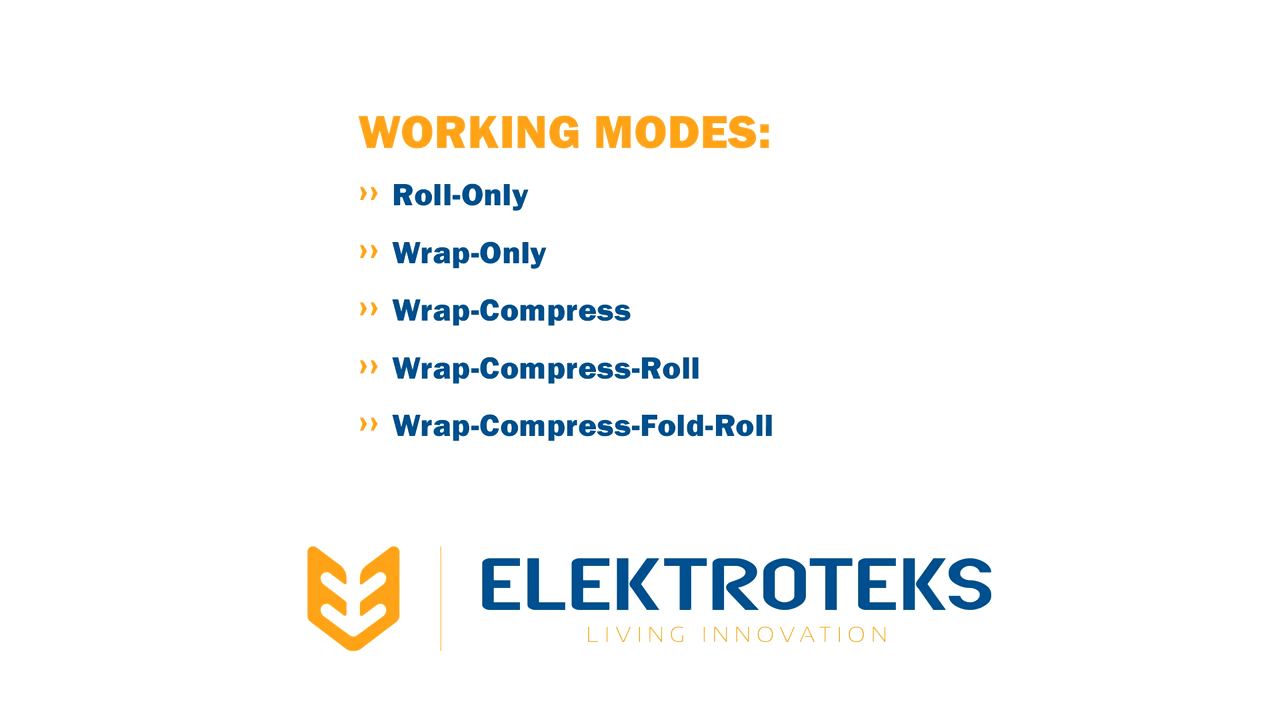 WORKING MODES:
›› Roll-Only
›› Wrap-Only
›› Wrap-Compress
›› Wrap-Compress-Roll
›› Wrap-Compress-Fold-Roll
ELEKTROTEKS
LIVING INNOVATION